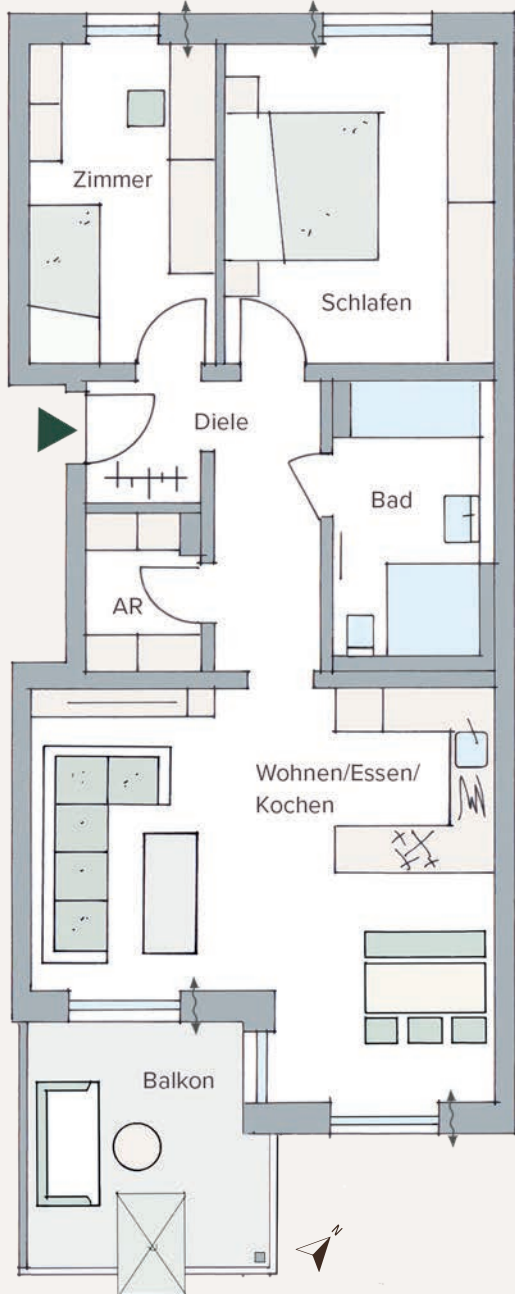 Zimmer
Schlafen
Diele
Bad
AR
Wohnen/Essen/
Kochen
Balkon
N